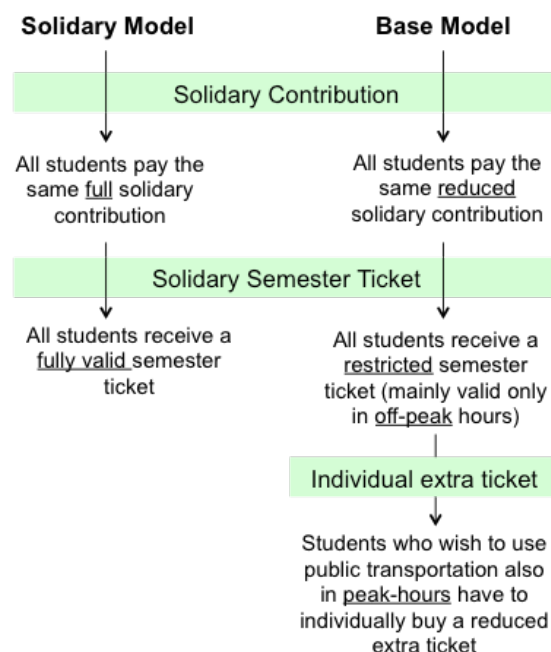 Solidary Model
Base Model
Solidary Contribution
All students pay the
same full solidary
contribution
All students pay the
same reduced
solidary contribution
Solidary Semester Ticket
All students receive a
fully valid semester
ticket
All students receive a
restricted semester
ticket (mainly valid only
in off-peak hours)
Individual extra ticket
Students who wish to use
public transportation also
in peak-hours have to
individually buy a reduced
extra ticket